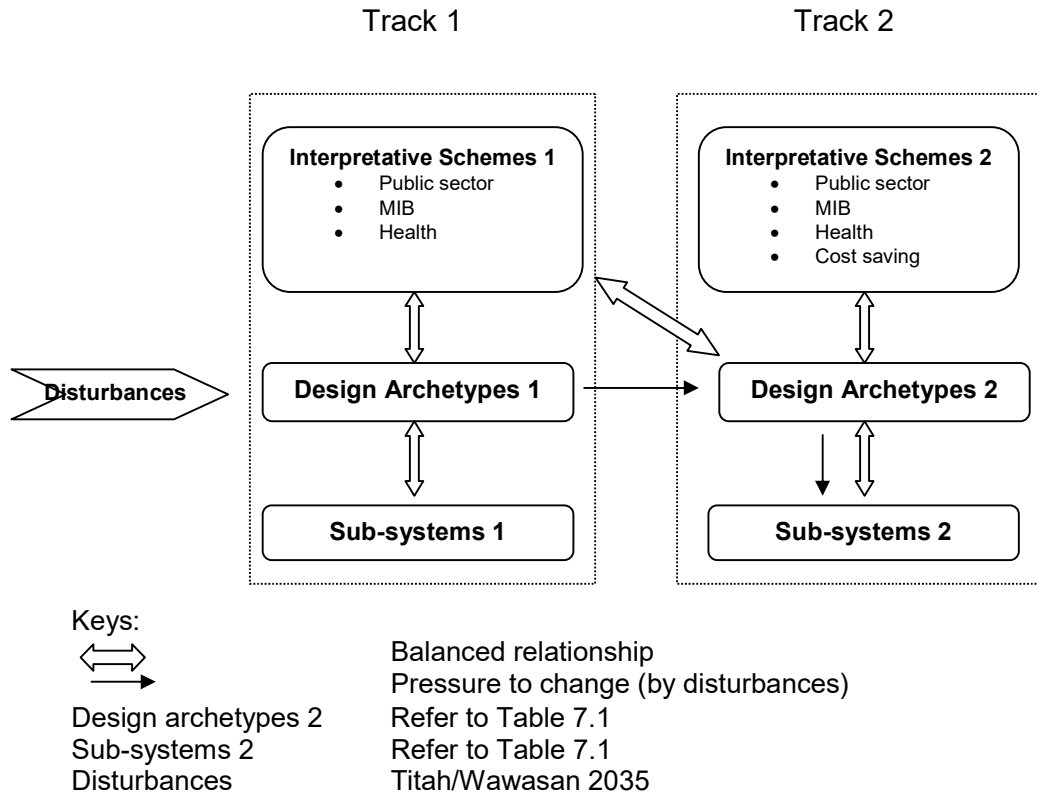 Track 1
Track 2
Interpretative Schemes 1
• Public sector
• MIB
• Health
Interpretative Schemes 2
• Public sector
• MIB
• Health
• Cost saving
Disturbances
Design Archetypes 1
Design Archetypes 2
Sub-systems 1
Sub-systems 2
Keys:
Balanced relationship
Pressure to change (by disturbances)
Design archetypes 2 Refer to Table 7.1
Sub-systems 2 Refer to Table 7.1
Disturbances Titah/Wawasan 2035